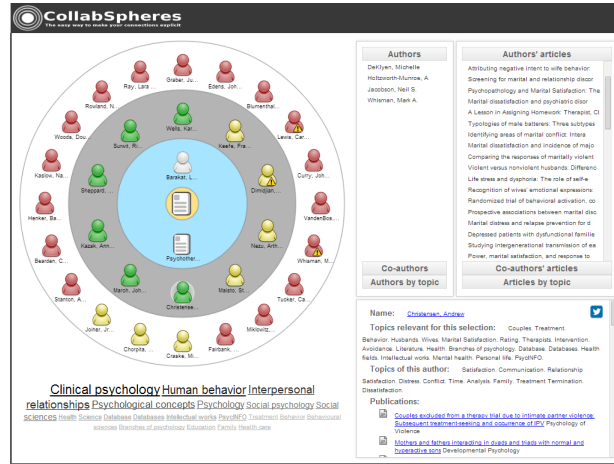 CollabSpheres
The easy way to make your connections explicit
Graber, Ju...
Ray, Lara ...
Edens, Joh...
Rowland, N...
Blumenthal...
Wells, Kar...
Woods, Dou...
Sunwt, Ri...
Keefe, Fra...
Lewis, Car...
Barakat, L...
Kaslow, Na...
Sheppard, ...
Dimidjian, ...
Curry, Joh...
Henker, Ba...
VandenBos,...
Kazak, Ann...
Psychother...
Nezu, Arth...
Bearden, C...
Whisman, M...
Marsh, Joh...
Maisto, St...
Stanton, A...
Christense...
Tucker, Ca...
Joiner, Jr...
Miklowitz,...
Chorpita, ...
Craske, Mi...
Fairbank, ...
Clinical psychology Human behavior Interpersonal
relationships Psychological concepts Psychology Social psychology Social
sciences Health Science Database Databases Intellectual works PsycINFO Treatment Behavior Behavioural
sciences Branches of psychology Education Family Health care
Authors
DeKlyen, Michelle
Holtzworth-Munroe, A
Jacobson, Neil S.
Whisman, Mark A.
Co-authors
Authors by topic
Authors' articles
Attributing negative intent to wife behavior:
Screening for marital and relationship discor
Psychopathology and Marital Satisfaction: The
Marital dissatisfaction and psychiatric disor
A Lesson in Assigning Homework: Therapist, Cl
Typologies of male batterers: Three subtypes
Identifying areas of marital conflict: Intera
Marital dissatisfaction and incidence of majo
Comparing the responses of maritally violent
Violent versus nonviolent husbands: Differenc
Life stress and dysphoria: The role of self-e
Recognition of wives' emotional expressions:
Randomized trial of behavioral activation, co
Prospective associations between marital disc
Marital distress and relapse prevention for d
Depressed patients with dysfunctional familie
Studying intergenerational transmission of ea
Power, marital satisfaction, and response to
Co-authors' articles
Articles by topic
Name: Christensen, Andrew
Topics relevant for this selection: Couples. Treatment.
Behavior. Husbands. Wives. Marital Satisfaction. Rating. Therapists. Intervention.
Avoidance. Literature. Health. Branches of psychology. Database. Databases. Health
fields. Intellectual works. Mental health. Personal life. PsycINFO.
Topics of this author: Satisfaction. Communication. Relationship
Satisfaction. Distress. Conflict. Time. Analysis. Family. Treatment Termination.
Dissatisfaction.
Publications:
Couples excluded from a therapy trial due to intimate partner violence:
Subsequent treatment-seeking and occurrence of IPV Psychology of
Violence
Mothers and fathers interacting in dyads and triads with normal and
hyperactive sons Developmental Psychology